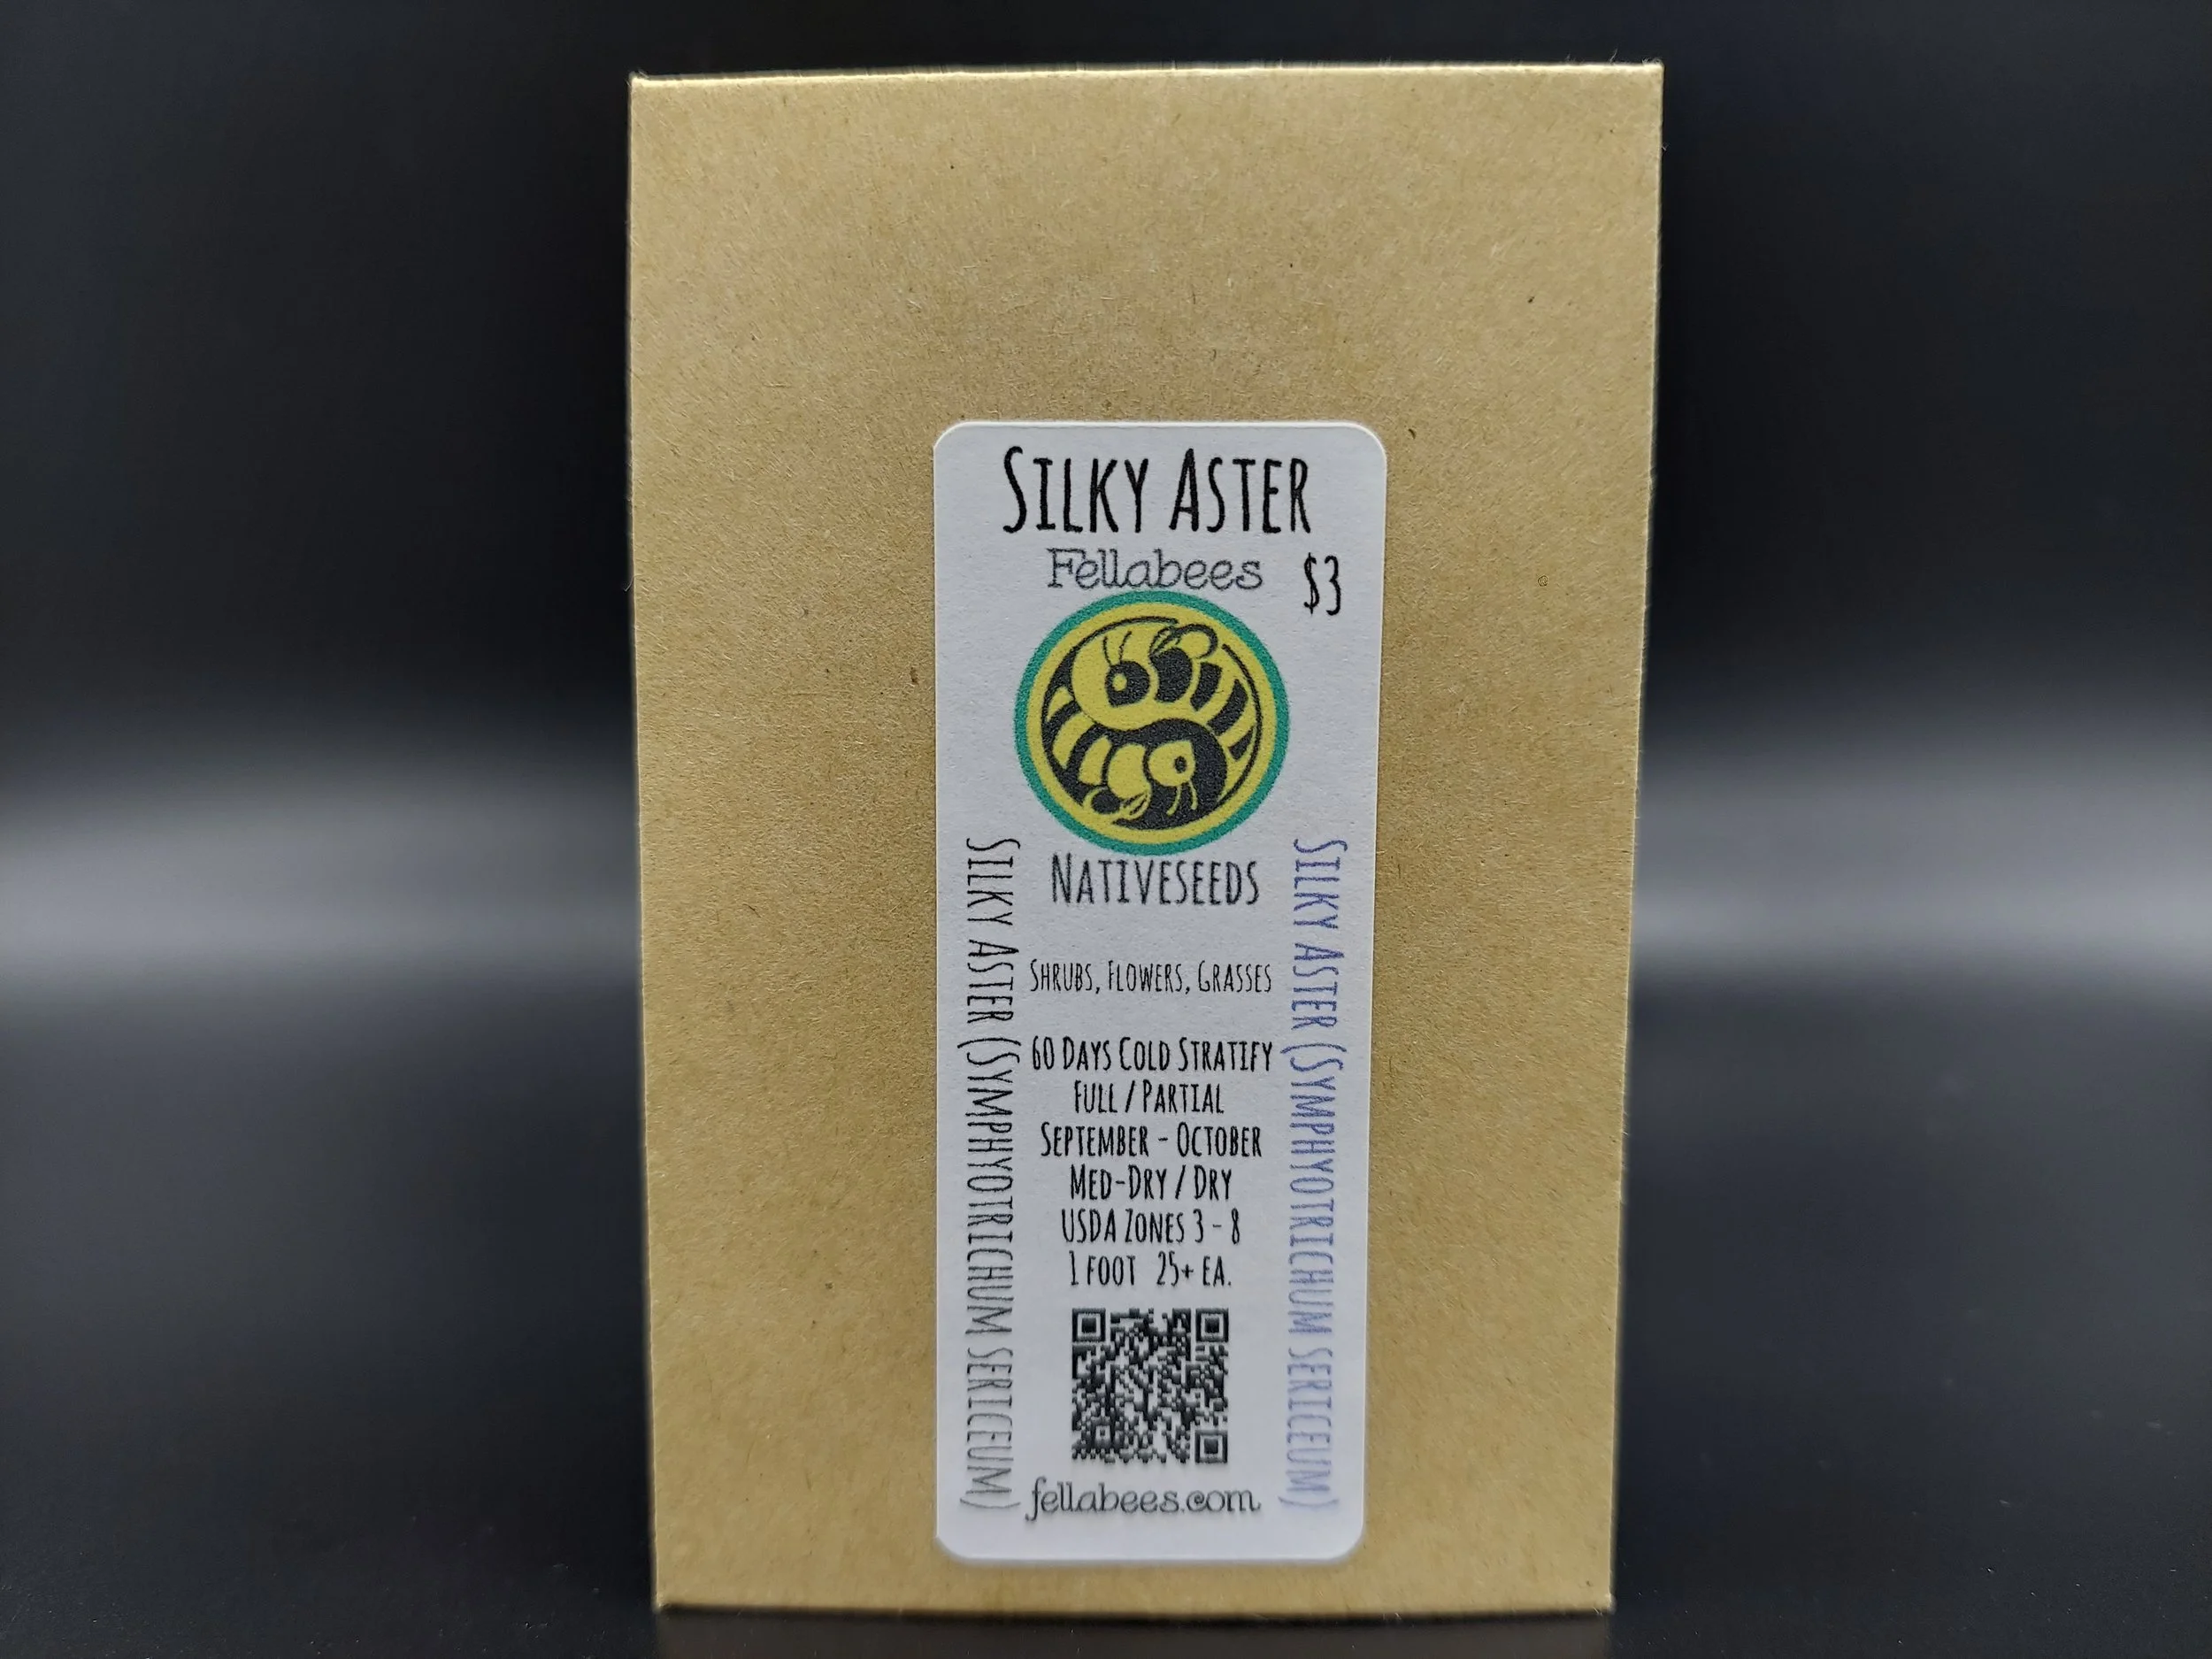 Silky Aster
Fellabees
$3
Nativeseeds
Shrubs, Flowers, Grasses
60 Days Cold Stratify
Full / Partial
September - October
Med-Dry / Dry
USDA Zones 3 - 8
1 foot 25+ ea.
Silky Aster (Symphyotrichum sericeum)
Silky Aster (Symphyotrichum sericeum)
fellabees.com